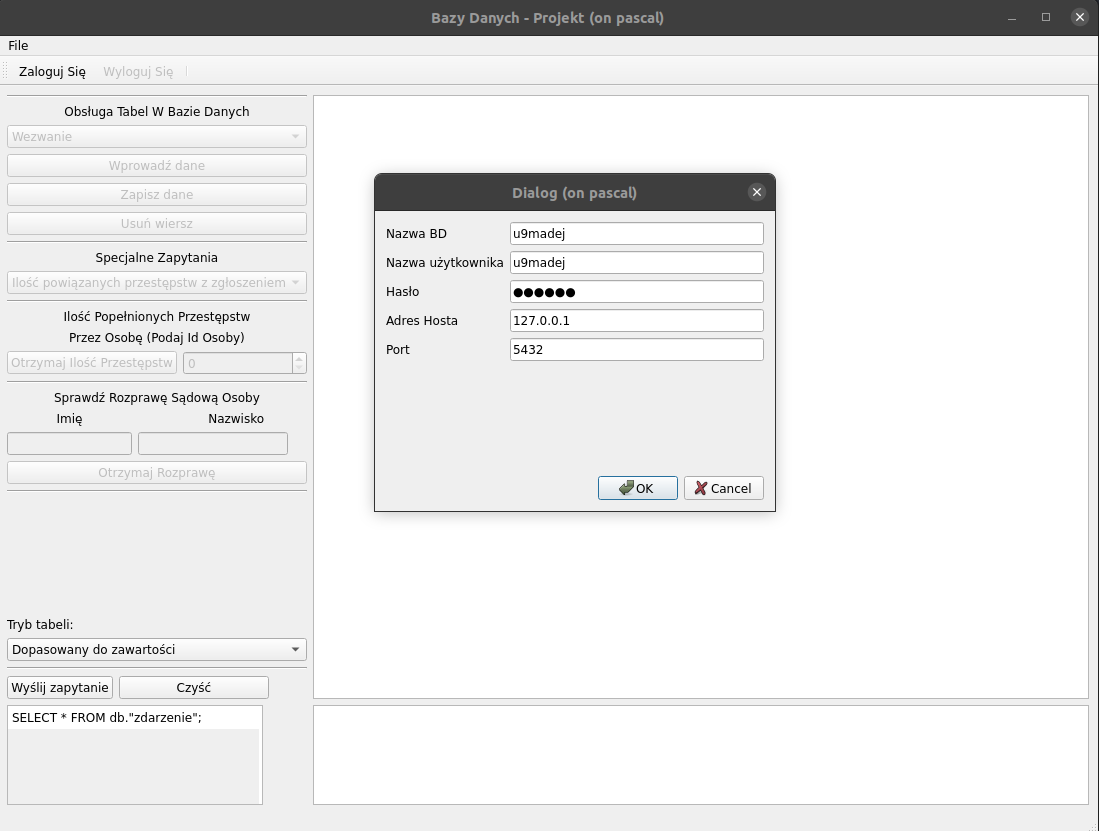 Bazy Danych - Projekt (on pascal)
File
Zaloguj Się Wyloguj Się
Obsługa Tabel W Bazie Danych
Wezwanie
Wprowadź dane
Zapisz dane
Usuń wiersz
Specjalne Zapytania
Ilość powiązanych przestępstw z zgłoszeniem
Ilość Popełnionych Przestępstw
Przez Osobę (Podaj Id Osoby)
Otrzymaj Ilość Przestępstw 0
Sprawdź Rozprawę Sądową Osoby
Imię Nazwisko
Otrzymaj Rozprawę
Tryb tabeli:
Dopasowany do zawartości
Wyślij zapytanie Czyść
SELECT * FROM db."zdarzenie";
Dialog (on pascal)
Nazwa BD u9madej
Nazwa użytkownika u9madej
Hasło ●●●●●●
Adres Hosta 127.0.0.1
Port 5432
OK Cancel